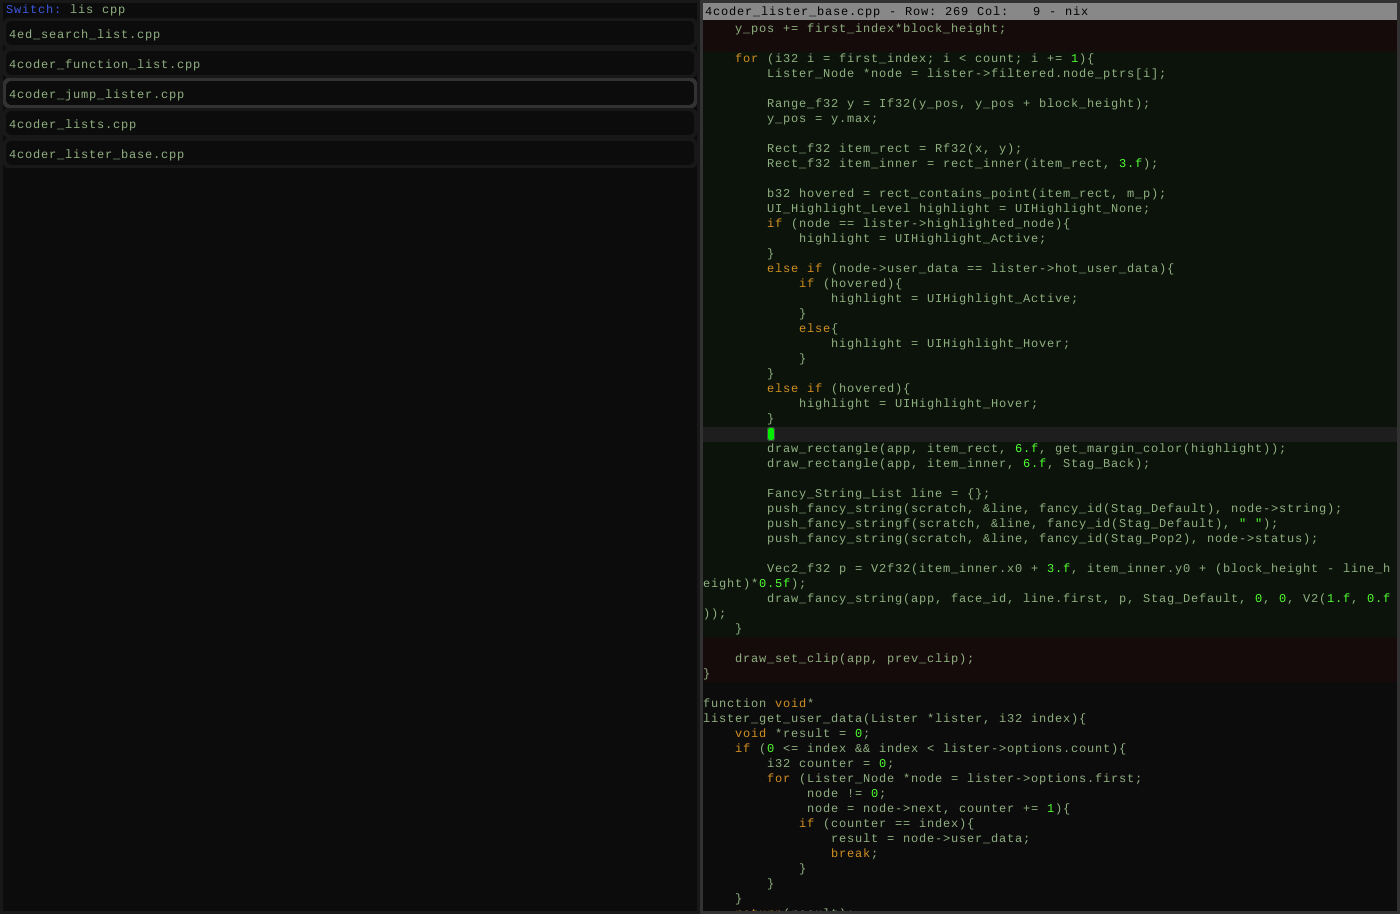 Switch: lis cpp
4ed_search_list.cpp
4coder_function_list.cpp
4coder_jump_lister.cpp
4coder_lists.cpp
4coder_lister_base.cpp
4coder_lister_base.cpp - Row: 269 Col:   9 - nix
    y_pos += first_index*block_height;
    for (i32 i = first_index; i < count; i += 1){
        Lister_Node *node = lister->filtered.node_ptrs[i];
        Range_f32 y = If32(y_pos, y_pos + block_height);
        y_pos = y.max;
        Rect_f32 item_rect = Rf32(x, y);
        Rect_f32 item_inner = rect_inner(item_rect, 3.f);
        b32 hovered = rect_contains_point(item_rect, m_p);
        UI_Highlight_Level highlight = UIHighlight_None;
        if (node == lister->highlighted_node){
            highlight = UIHighlight_Active;
        }
        else if (node->user_data == lister->hot_user_data){
            if (hovered){
                highlight = UIHighlight_Active;
            }
            else{
                highlight = UIHighlight_Hover;
            }
        }
        else if (hovered){
            highlight = UIHighlight_Hover;
        }
        draw_rectangle(app, item_rect, 6.f, get_margin_color(highlight));
        draw_rectangle(app, item_inner, 6.f, Stag_Back);
        Fancy_String_List line = {};
        push_fancy_string(scratch, &line, fancy_id(Stag_Default), node->string);
        push_fancy_stringf(scratch, &line, fancy_id(Stag_Default), " ");
        push_fancy_string(scratch, &line, fancy_id(Stag_Pop2), node->status);
        Vec2_f32 p = V2f32(item_inner.x0 + 3.f, item_inner.y0 + (block_height - line_h
eight)*0.5f);
        draw_fancy_string(app, face_id, line.first, p, Stag_Default, 0, 0, V2(1.f, 0.f
));
    }
    draw_set_clip(app, prev_clip);
}
function void*
lister_get_user_data(Lister *lister, i32 index){
    void *result = 0;
    if (0 <= index && index < lister->options.count){
        i32 counter = 0;
        for (Lister_Node *node = lister->options.first;
             node != 0;
             node = node->next, counter += 1){
            if (counter == index){
                result = node->user_data;
                break;
            }
        }
    }
    return(result);